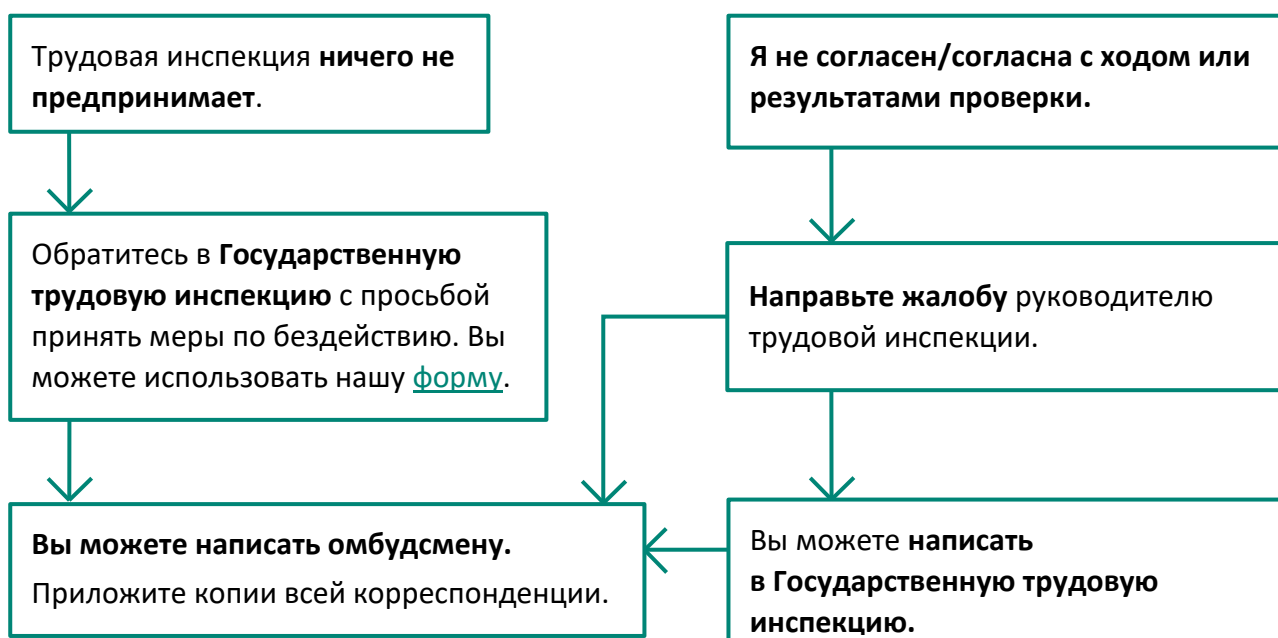 Трудовая инспекция ничего не
предпринимает.
Я не согласен/согласна с ходом или
результатами проверки.
Обратитесь в Государственную
трудовую инспекцию с просьбой
принять меры по бездействию. Вы
можете использовать нашу форму.
Направьте жалобу руководителю
трудовой инспекции.
Вы можете написать омбудсмену.
Приложите копии всей корреспонденции.
Вы можете написать
в Государственную трудовую
инспекцию.